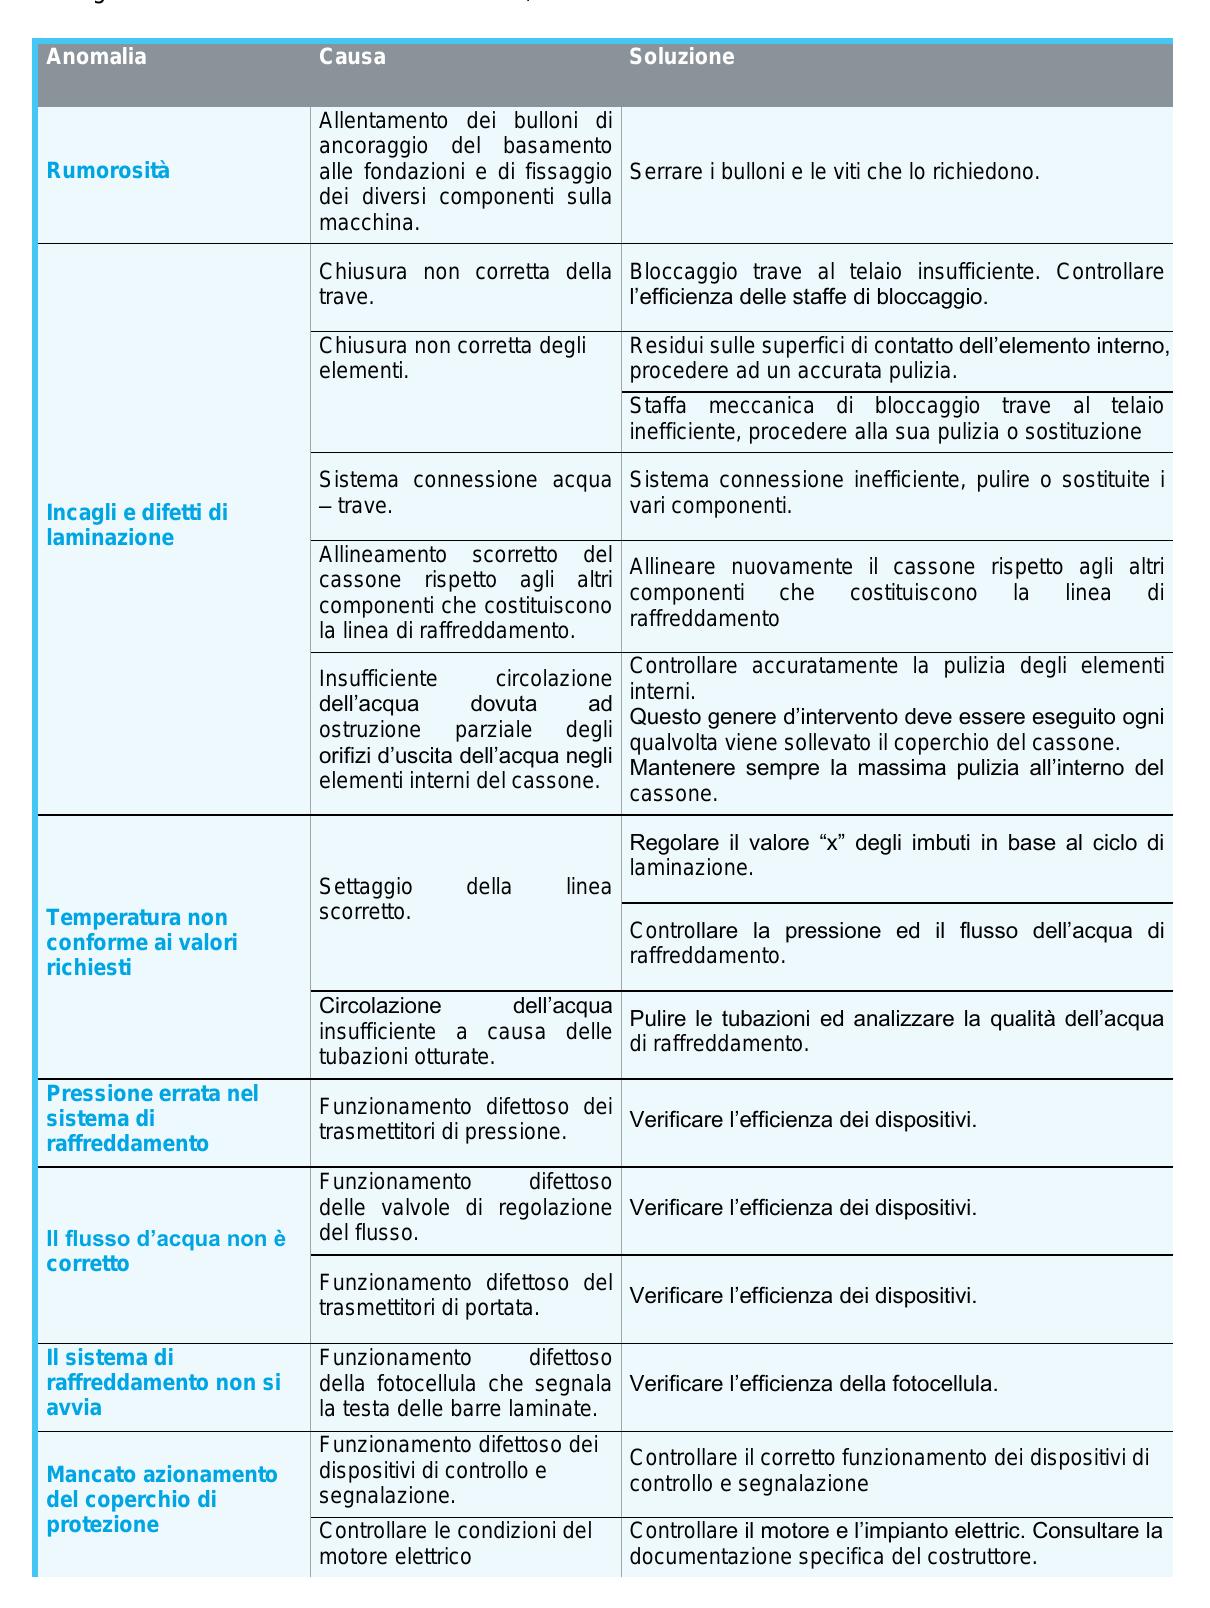 Anomalia Causa Soluzione
Rumorosità
Allentamento dei bulloni di
ancoraggio del basamento
alle fondazioni e di fissaggio
dei diversi componenti sulla
macchina.
Serrare i bulloni e le viti che lo richiedono.
Incagli e difetti di
laminazione
Chiusura non corretta della
trave.
Bloccaggio trave al telaio insufficiente. Controllare
l’efficienza delle staffe di bloccaggio.
Chiusura non corretta degli
elementi.
Residui sulle superfici di contatto dell’elemento interno,
procedere ad un accurata pulizia.
Staffa meccanica di bloccaggio trave al telaio
inefficiente, procedere alla sua pulizia o sostituzione
Sistema connessione acqua
– trave.
Sistema connessione inefficiente, pulire o sostituite i
vari componenti.
Allineamento scorretto del
cassone rispetto agli altri
componenti che costituiscono
la linea di raffreddamento.
Allineare nuovamente il cassone rispetto agli altri
componenti che costituiscono la linea di
raffreddamento
Insufficiente circolazione
dell’acqua dovuta ad
ostruzione parziale degli
orifizi d’uscita dell’acqua negli
elementi interni del cassone.
Controllare accuratamente la pulizia degli elementi
interni.
Questo genere d’intervento deve essere eseguito ogni
qualvolta viene sollevato il coperchio del cassone.
Mantenere sempre la massima pulizia all’interno del
cassone.
Temperatura non
conforme ai valori
richiesti
Settaggio della linea
scorretto.
Regolare il valore “x” degli imbuti in base al ciclo di
laminazione.
Controllare la pressione ed il flusso dell’acqua di
raffreddamento.
Circolazione dell’acqua
insufficiente a causa delle
tubazioni otturate.
Pulire le tubazioni ed analizzare la qualità dell’acqua
di raffreddamento.
Pressione errata nel
sistema di
raffreddamento
Funzionamento difettoso dei
trasmettitori di pressione.
Verificare l’efficienza dei dispositivi.
Il flusso d’acqua non è
corretto
Funzionamento difettoso
delle valvole di regolazione
del flusso.
Verificare l’efficienza dei dispositivi.
Funzionamento difettoso del
trasmettitori di portata.
Verificare l’efficienza dei dispositivi.
Il sistema di
raffreddamento non si
avvia
Funzionamento difettoso
della fotocellula che segnala
la testa delle barre laminate.
Verificare l’efficienza della fotocellula.
Mancato azionamento
del coperchio di
protezione
Funzionamento difettoso dei
dispositivi di controllo e
segnalazione.
Controllare il corretto funzionamento dei dispositivi di
controllo e segnalazione
Controllare le condizioni del
motore elettrico
Controllare il motore e l’impianto elettric. Consultare la
documentazione specifica del costruttore.